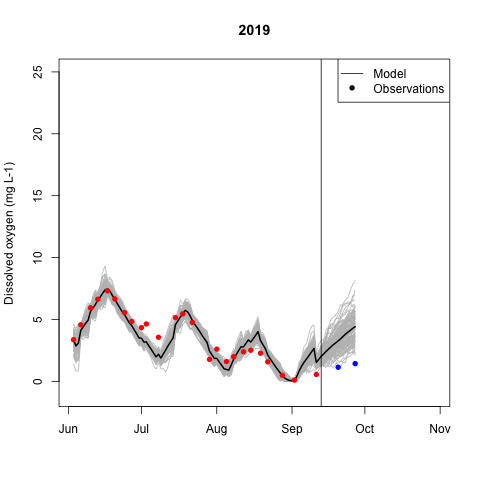 2019
Model
Observations
Dissolved oxygen (mg L-1)
25
20
15
10
5
0
Jun Jul Aug Sep Oct Nov